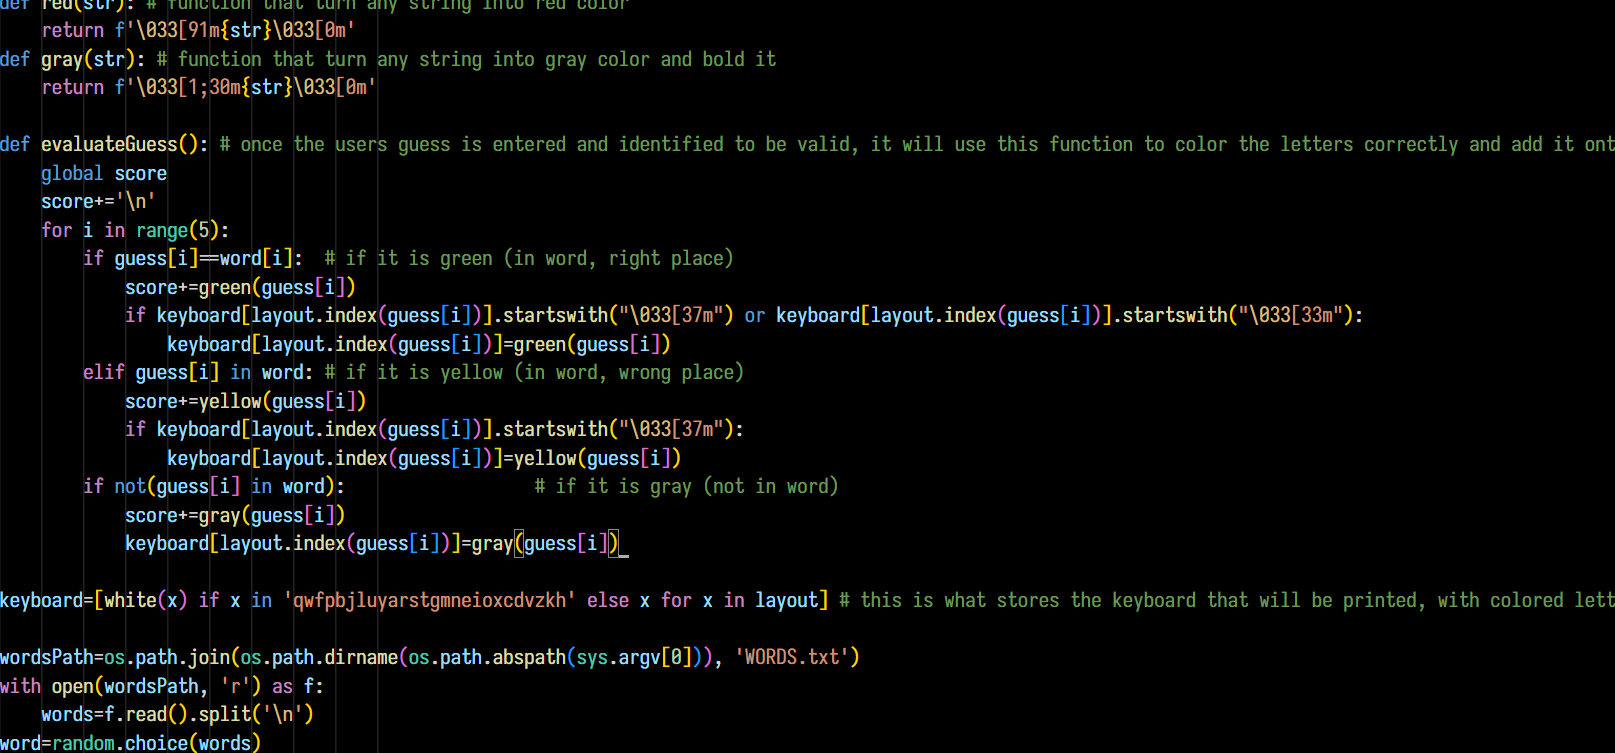 def red(str): # function that turn any string into red color
    return f'\033[91m{str}\033[0m'
def gray(str): # function that turn any string into gray color and bold it
    return f'\033[1;30m{str}\033[0m'
def evaluateGuess(): # once the users guess is entered and identified to be valid, it will use this function to color the letters correctly and add it ont
    global score
    score+='\n'
    for i in range(5):
        if guess[i]==word[i]:  # if it is green (in word, right place)
            score+=green(guess[i])
            if keyboard[layout.index(guess[i])].startswith("\033[37m") or keyboard[layout.index(guess[i])].startswith("\033[33m"):
                keyboard[layout.index(guess[i])]=green(guess[i])
        elif guess[i] in word: # if it is yellow (in word, wrong place)
            score+=yellow(guess[i])
            if keyboard[layout.index(guess[i])].startswith("\033[37m"):
                keyboard[layout.index(guess[i])]=yellow(guess[i])
        if not(guess[i] in word):                  # if it is gray (not in word)
            score+=gray(guess[i])
            keyboard[layout.index(guess[i])]=gray(guess[i])
keyboard=[white(x) if x in 'qwfpbjluyarstgmneioxcdvzkh' else x for x in layout] # this is what stores the keyboard that will be printed, with colored lett
wordsPath=os.path.join(os.path.dirname(os.path.abspath(sys.argv[0])), 'WORDS.txt')
with open(wordsPath, 'r') as f:
    words=f.read().split('\n')
word=random.choice(words)